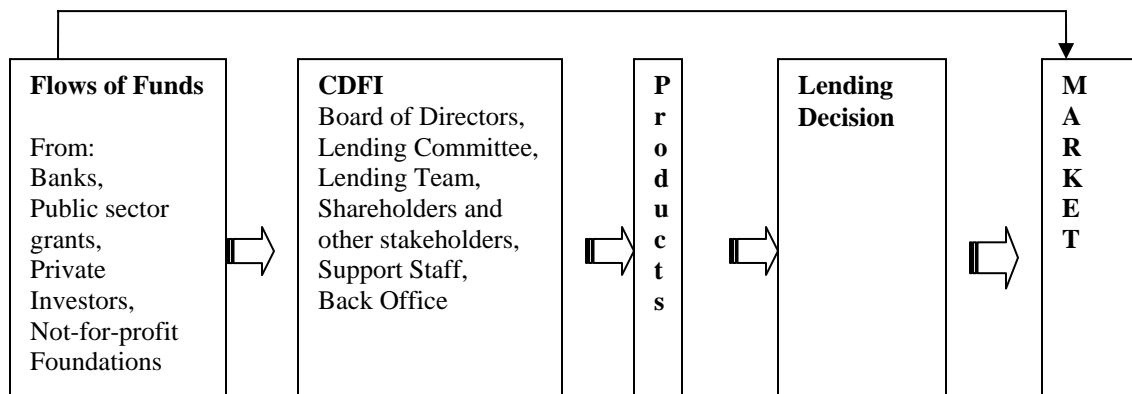 Flows of Funds
From:
Banks,
Public sector
grants,
Private
Investors,
Not-for-profit
Foundations
CDFI
Board of Directors,
Lending Committee,
Lending Team,
Shareholders and
other stakeholders,
Support Staff,
Back Office
P
r
o
d
u
c
t
s
Lending
Decision
M
A
R
K
E
T